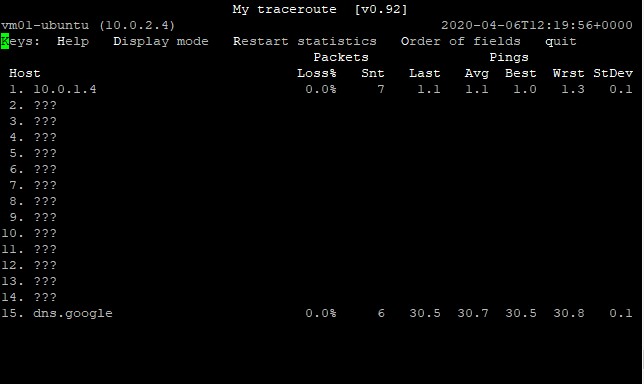 My traceroute  [v0.92]
vm01-ubuntu (10.0.2.4)                2020-04-06T12:19:56+0000
Keys:  Help   Display mode   Restart statistics   Order of fields   quit
Packets               Pings
Host                Loss%   Snt   Last   Avg  Best  Wrst StDev
1. 10.0.1.4         0.0%     7    1.1   1.1   1.0   1.3   0.1
2. ???
3. ???
4. ???
5. ???
6. ???
7. ???
8. ???
9. ???
10. ???
11. ???
12. ???
13. ???
14. ???
15. dns.google      0.0%     6   30.5  30.7  30.5  30.8   0.1